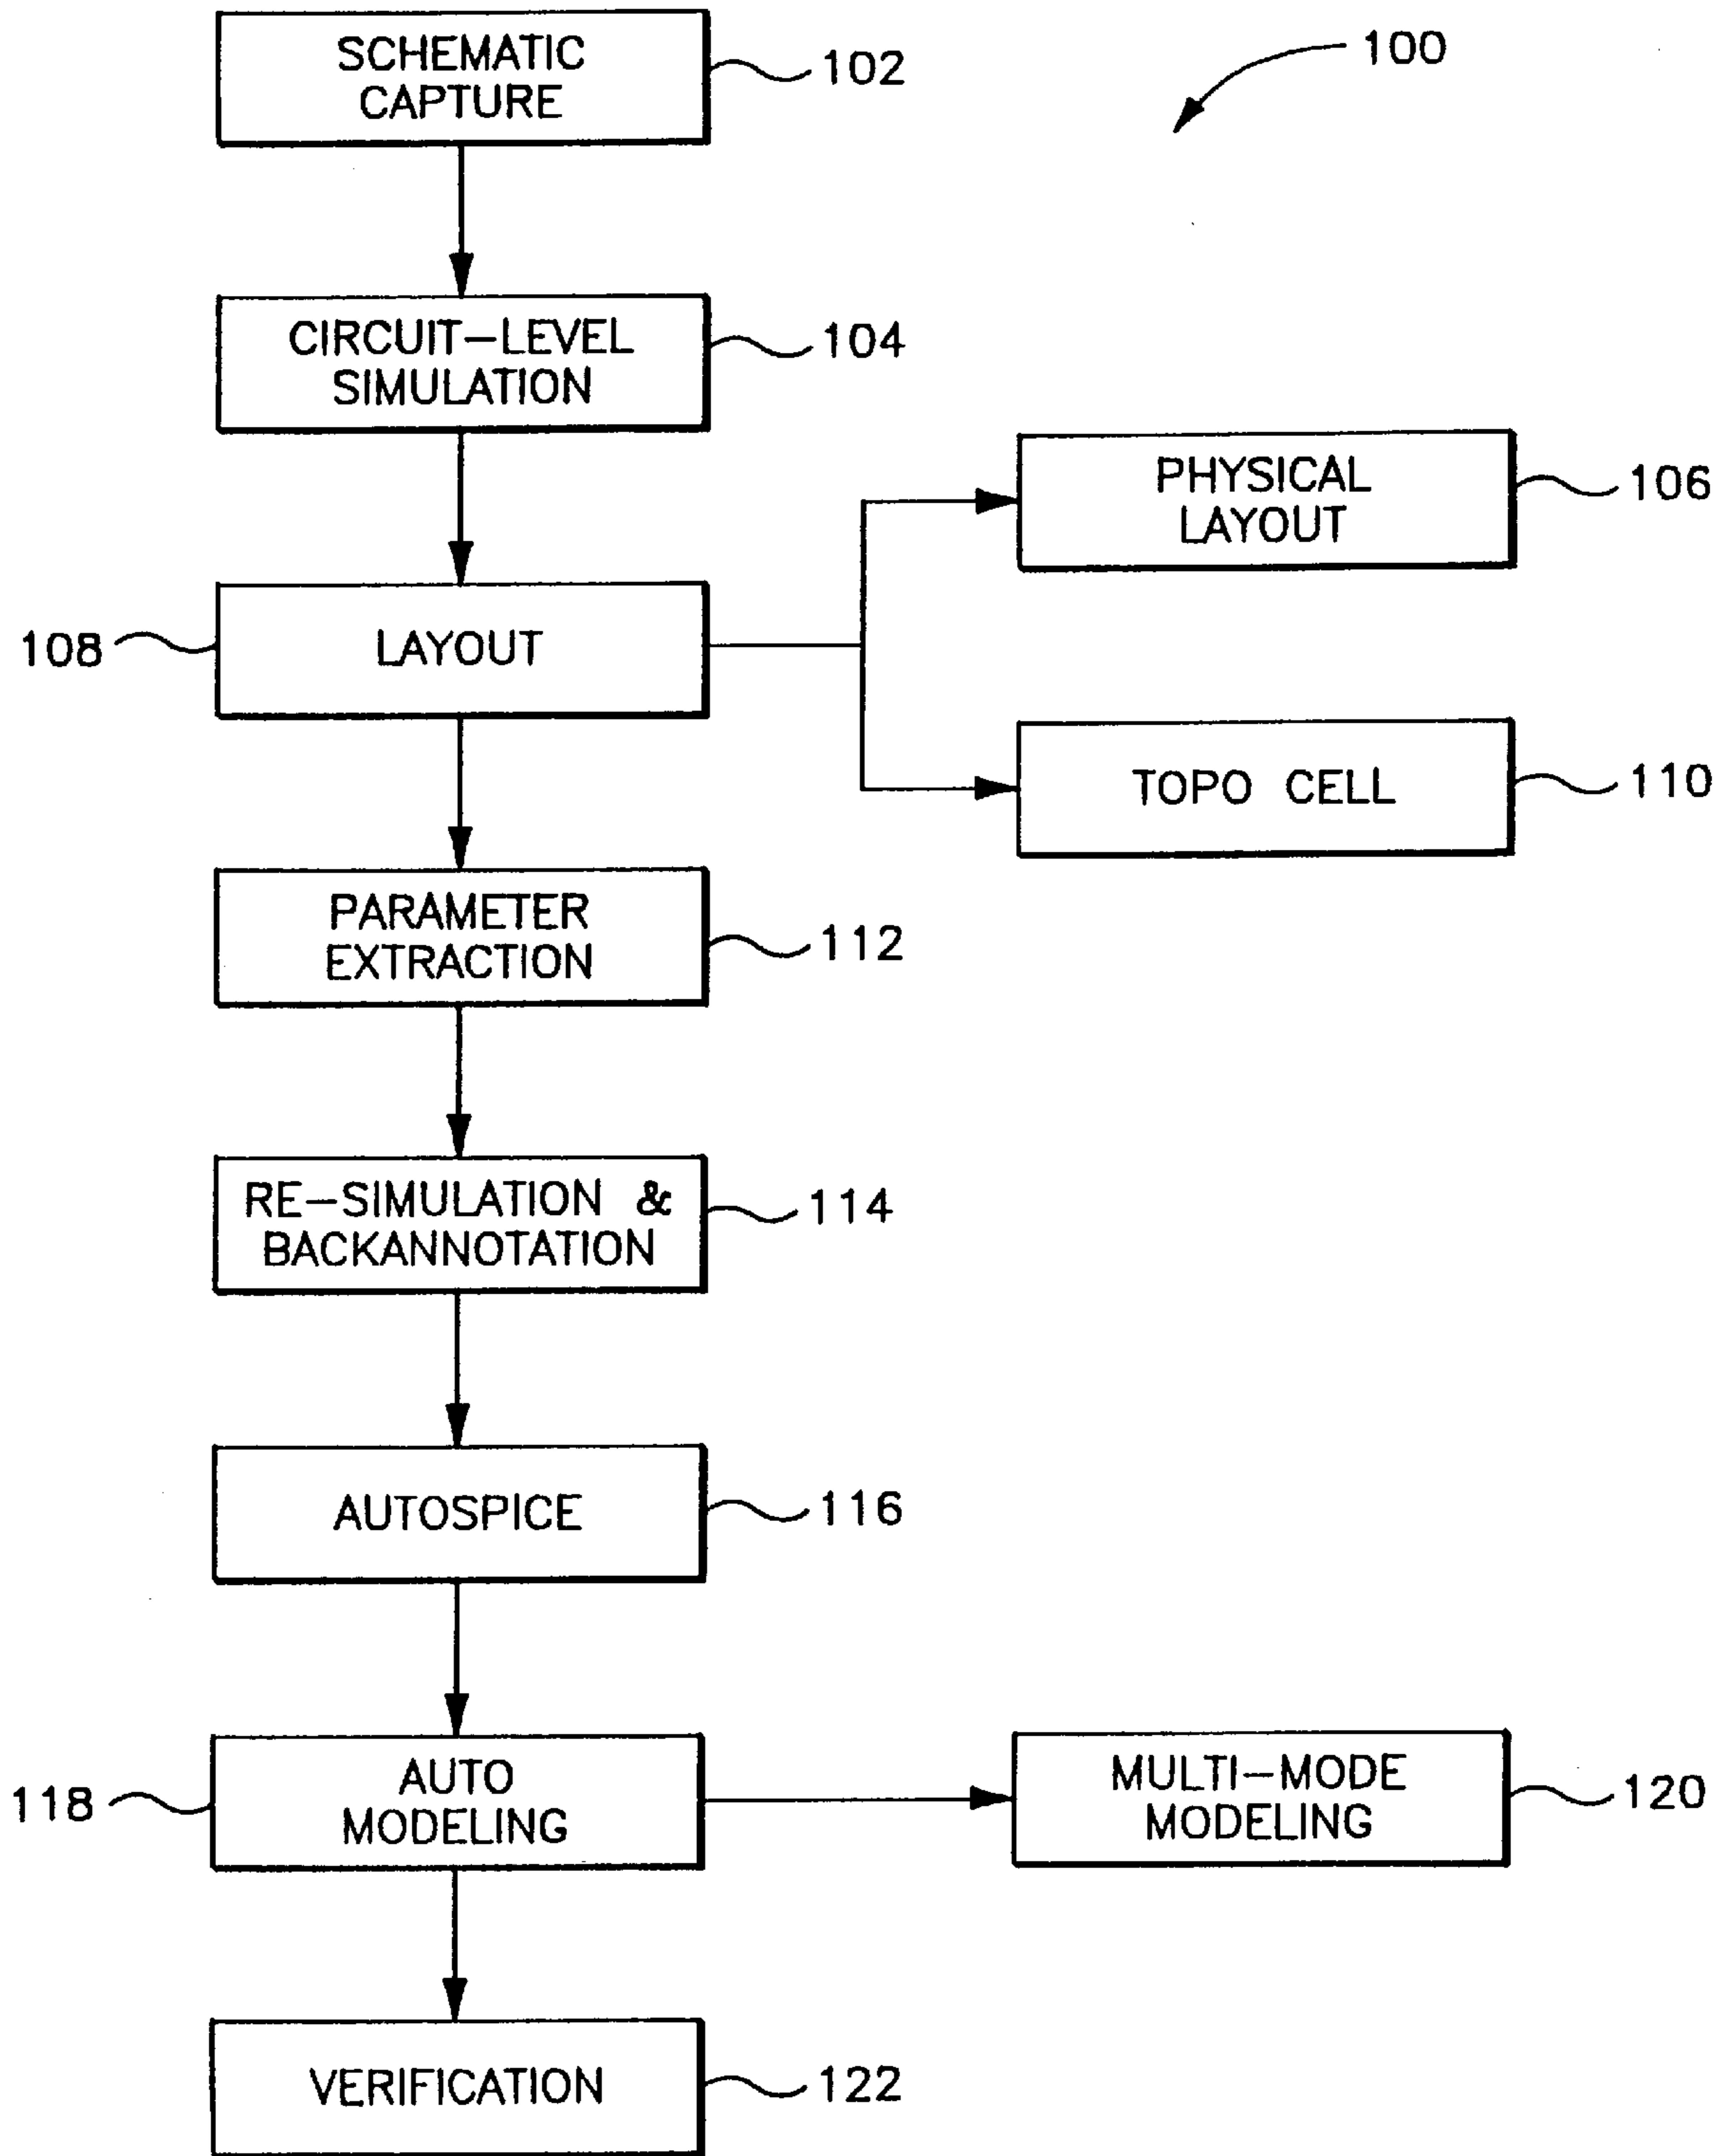 100
SCHEMATIC
CAPTURE
102
CIRCUIT-LEVEL
SIMULATION
104
PHYSICAL
LAYOUT
106
108
LAYOUT
TOPO CELL
110
PARAMETER
EXTRACTION
112
RE-SIMULATION &
BACKANNOTATION
114
AUTOSPICE
116
118
AUTO
MODELING
MULTI-MODE
MODELING
120
VERIFICATION
122